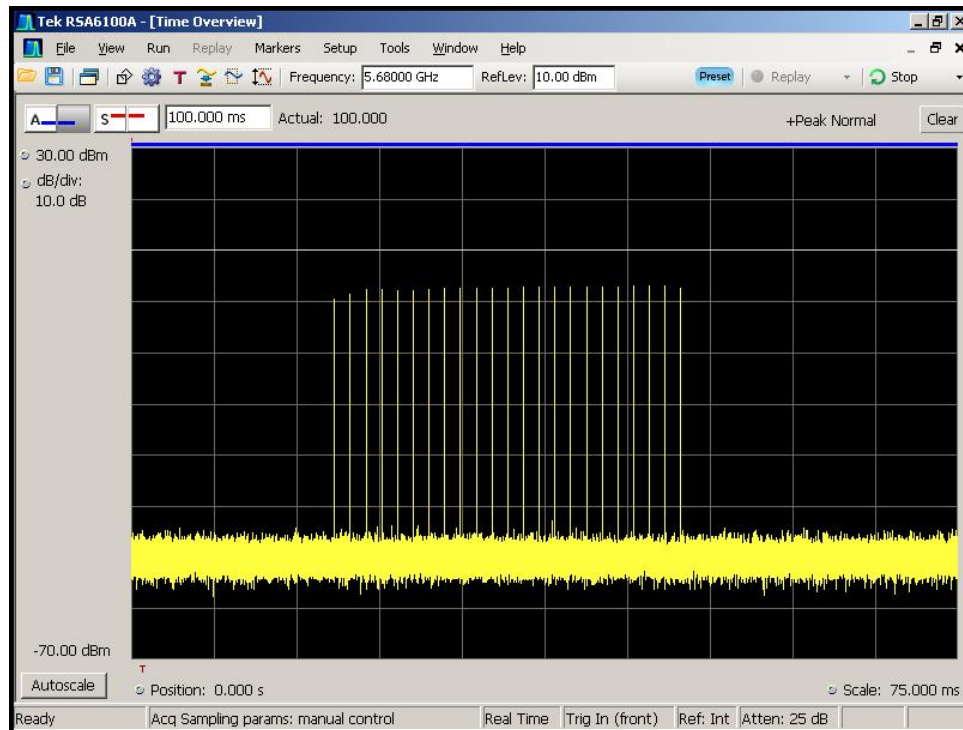 Tek RSA6100A - [Time Overview]
File View Run Replay Markers Setup Tools Window Help
T Frequency: 5.68000 GHz RefLev: 10.00 dBm Preset Replay Stop
A S 100.000 ms Actual: 100.000 +Peak Normal Clear
30.00 dBm
dB/div:
10.0 dB
-70.00 dBm
T
Autoscale Position: 0.000 s Scale: 75.000 ms
Ready Acq Sampling params: manual control Real Time Trig In (front) Ref: Int Atten: 25 dB